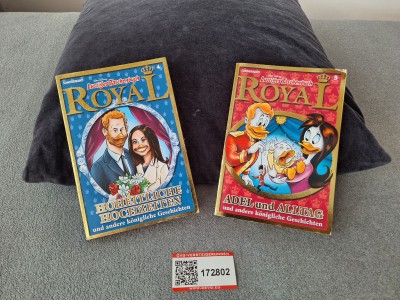 Lustiges Taschenbuch
ROYAL
4
HOHEITLICHE
HOCHZEITEN
und andere königliche Geschichten
Lustiges Taschenbuch
ROYAL
ADEL und ALLTAG
und andere königliche Geschichten
172802